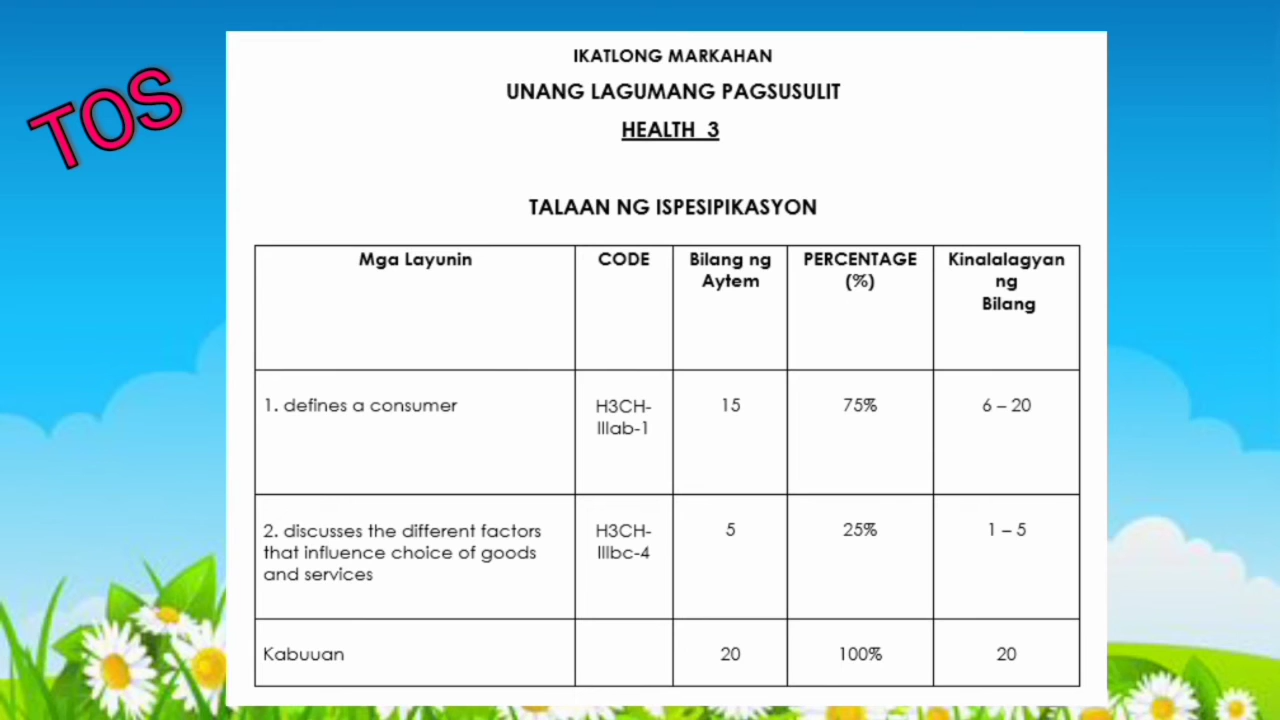 TOS
IKATLONG MARKAHAN
UNANG LAGUMANG PAGSUSULIT
HEALTH 3
TALAAN NG ISPESIPIKASYON
Mga Layunin
CODE
Bilang ng
Aytem
PERCENTAGE
(%)
Kinalalagyan
ng
Bilang
1. defines a consumer
H3CH-
IIIab-1
15
75%
6 – 20
2. discusses the different factors
that influence choice of goods
and services
H3CH-
IIIbc-4
5
25%
1 – 5
Kabuuan
20
100%
20